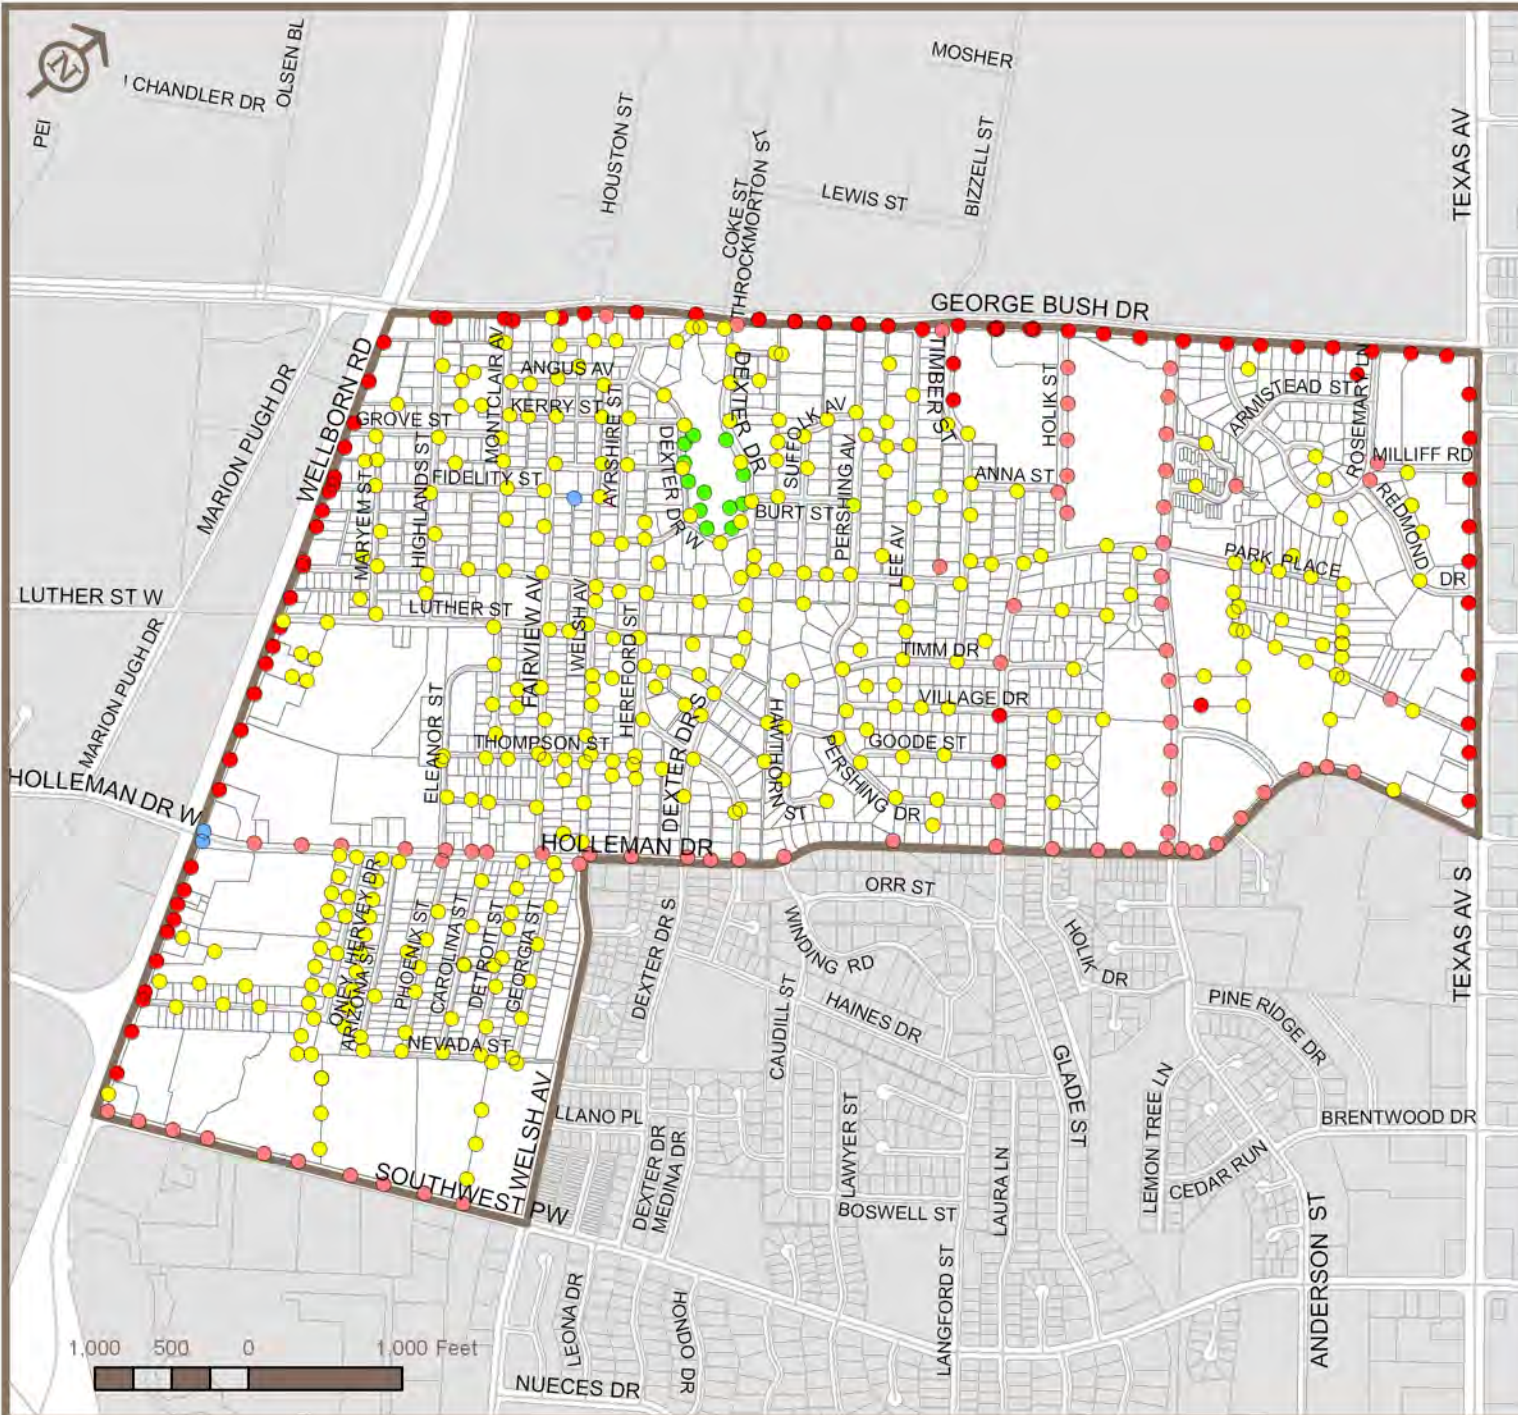 MOSHER
CHANDLER DR
OLSEN BL
PEI
N
HOUSTON ST
COKE ST
THROCKMORTON ST
LEWIS ST
BIZZELL ST
TEXAS AV
GEORGE BUSH DR
WELLBORN RD
MARION PUGH DR
MONTCLAIR AV
ANGUS AV
KERRY ST
GROVE ST
AYRSHIRE ST
DEXTER DR
DEXTER DR W
SUFFOLK AV
PERSHING AV
TIMBER ST
HOLIK ST
ARMISTEAD ST
ROSEMARY LN
MILLIFF RD
REDMOND DR
FIDELITY ST
HIGHLANDS ST
MARYEM ST
BURT ST
ANNA ST
LEE AV
PARK PLACE
LUTHER ST W
LUTHER ST
MARION PUGH DR
FAIRVIEW AV
WELSH AV
HEREFORD ST
TIMM DR
VILLAGE DR
ELEANOR ST
THOMPSON ST
DEXTER DR S
HAWTHORN ST
PERSHING DR
GOODE ST
HOLLEMAN DR W
HOLLEMAN DR
ONEY HERVEY DR
ARIZONA ST
PHOENIX ST
CAROLINA ST
DETROIT ST
GEORGIA ST
NEVADA ST
ORR ST
WINDING RD
DEXTER DR S
CAUDILL ST
HAINES DR
HOLIK DR
PINE RIDGE DR
TEXAS AV S
GLADE ST
LEMON TREE LN
BRENTWOOD DR
CEDAR RUN
WELSH AV
LLANO PL
DEXTER DR
MEDINA DR
LAWYER ST
LAURA LN
BOSWELL ST
SOUTHWEST PW
LANGFORD ST
ANDERSON ST
LEONA DR
HONDO DR
NUECES DR
1,000 500 0 1,000 Feet